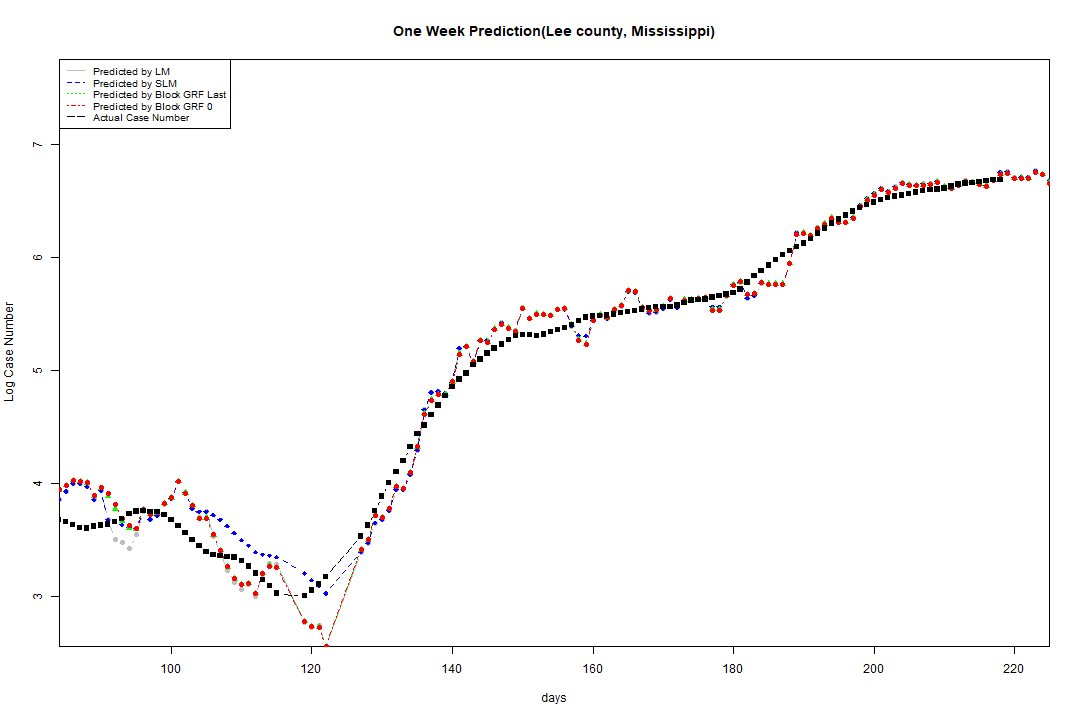 One Week Prediction(Lee county, Mississippi)
Predicted by LM
Predicted by SLM
Predicted by Block GRF Last
Predicted by Block GRF 0
Actual Case Number
7
6
5
4
3
Log Case Number
100 120 140 160 180 200 220
days